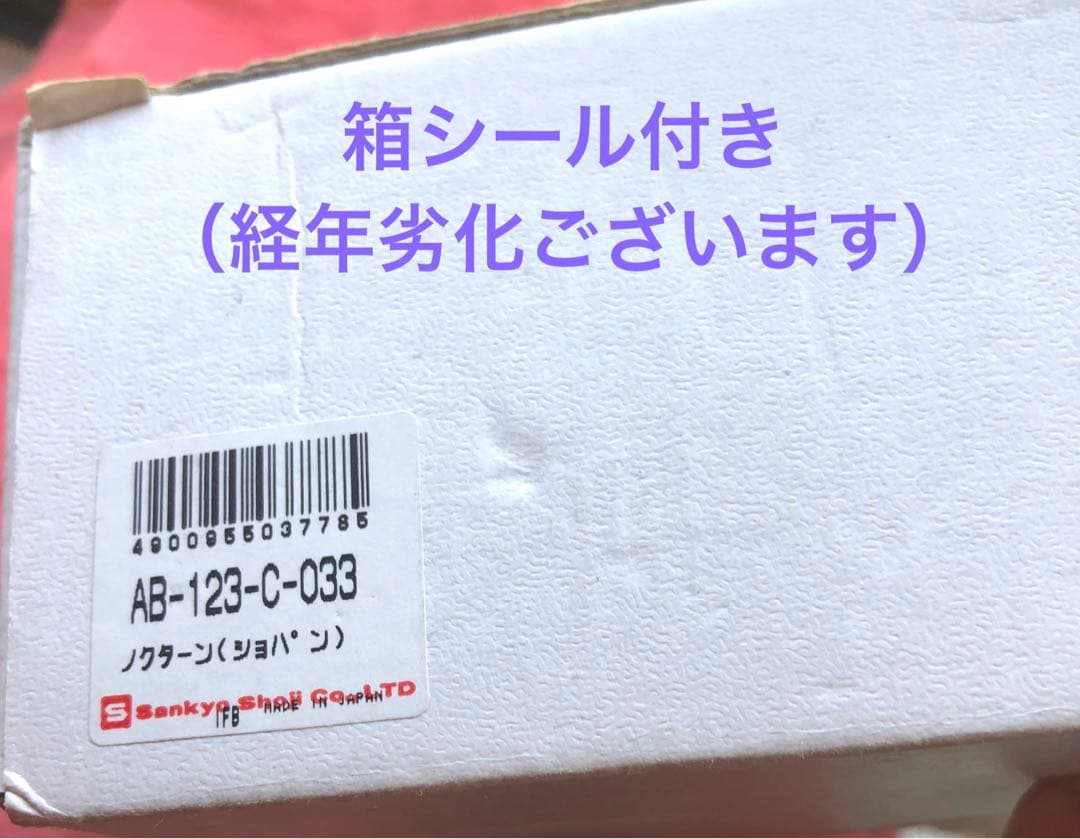 箱シール付き
（経年劣化ございます）
4900955037785
AB-123-C-033
ノクターン(ショパン)
S Sankyo Shoji Co.,LTD
IFB MADE IN JAPAN